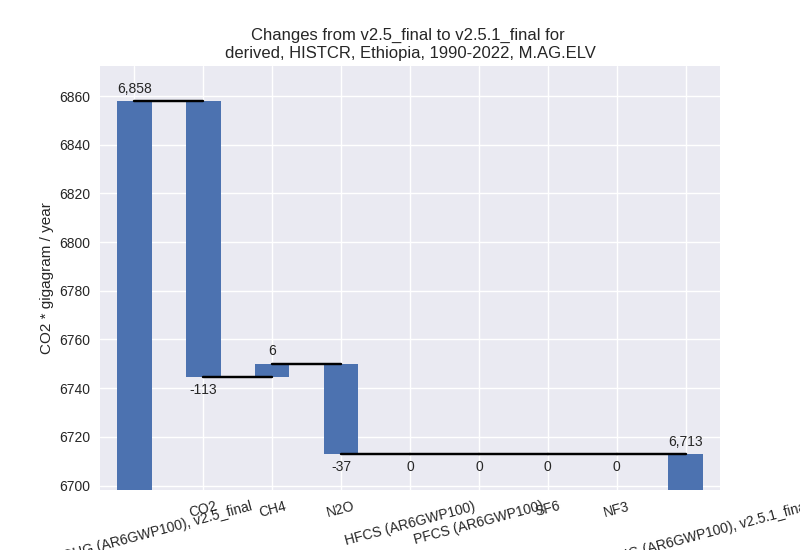 Changes from v2.5_final to v2.5.1_final for
derived, HISTCR, Ethiopia, 1990-2022, M.AG.ELV
CO2 * gigagram / year
6860
6840
6820
6800
6780
6760
6740
6720
6700
6,858
-113
6
-37
0
0
0
0
6,713
(AR6GWP100), v2.5_final
CO2
CH4
N2O
HFCS (AR6GWP100)
PFCS (AR6GWP100)
SF6
NF3
(AR6GWP100), v2.5.1_final